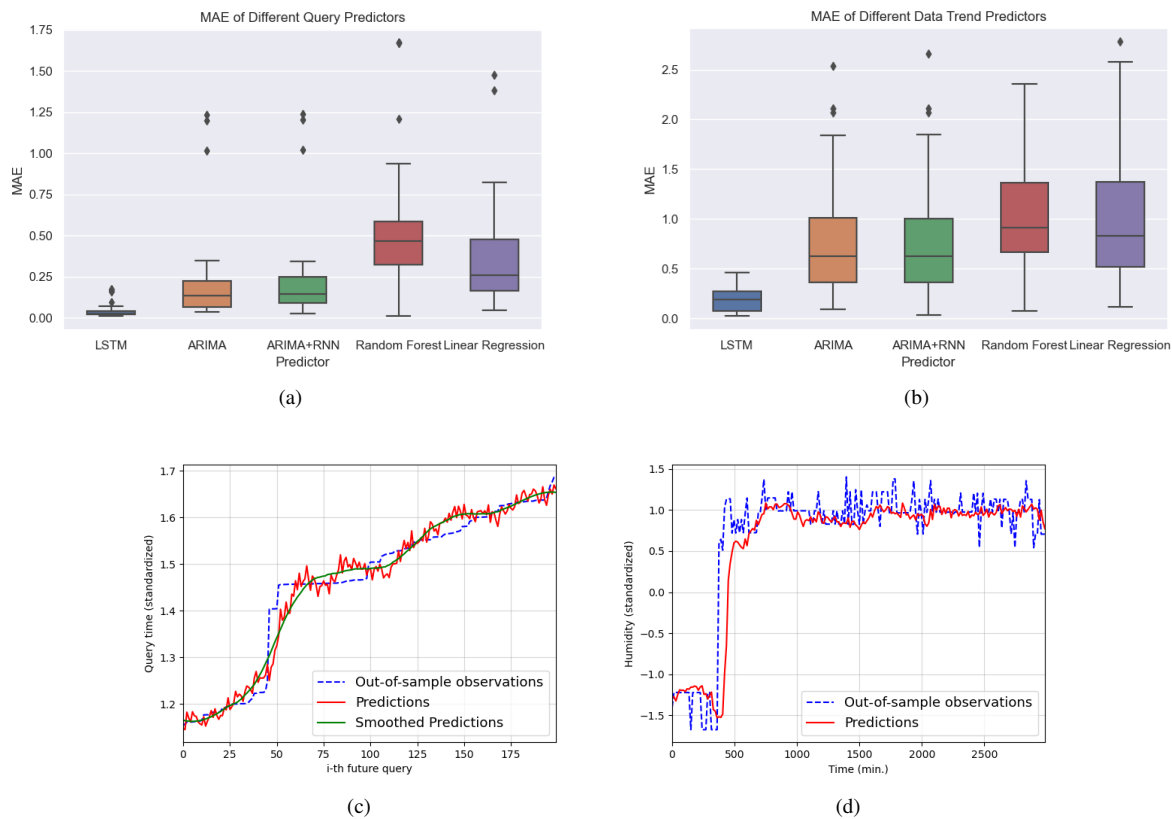 MAE of Different Query Predictors
1.75
1.50
1.25
1.00
0.75
0.50
0.25
0.00
MAE
LSTM ARIMA ARIMA+RNN Random Forest Linear Regression
Predictor
(a)
MAE of Different Data Trend Predictors
2.5
2.0
1.5
1.0
0.5
0.0
MAE
LSTM ARIMA ARIMA+RNN Random Forest Linear Regression
Predictor
(b)
1.7
1.6
1.5
1.4
1.3
1.2
Query time (standardized)
Out-of-sample observations
Predictions
Smoothed Predictions
0 25 50 75 100 125 150 175
i-th future query
(c)
1.5
1.0
0.5
0.0
−0.5
−1.0
−1.5
Humidity (standardized)
Out-of-sample observations
Predictions
0 500 1000 1500 2000 2500
Time (min.)
(d)